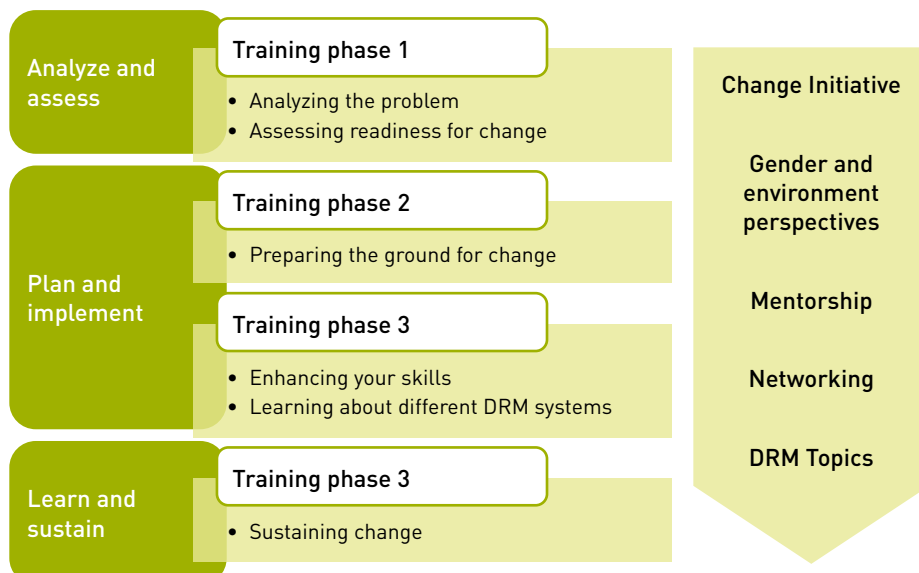 Analyze and
assess
Training phase 1
• Analyzing the problem
• Assessing readiness for change
Plan and
implement
Training phase 2
• Preparing the ground for change
Training phase 3
• Enhancing your skills
• Learning about different DRM systems
Learn and
sustain
Training phase 3
• Sustaining change
Change Initiative
Gender and
environment
perspectives
Mentorship
Networking
DRM Topics